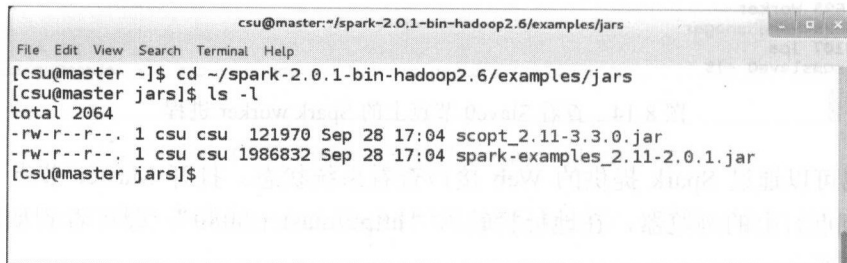 csu@master:~/spark-2.0.1-bin-hadoop2.6/examples/jars
File Edit View Search Terminal Help
[csu@master ~]$ cd ~/spark-2.0.1-bin-hadoop2.6/examples/jars
[csu@master jars]$ ls -l
total 2064
-rw-r--r--. 1 csu csu 121970 Sep 28 17:04 scopt_2.11-3.3.0.jar
-rw-r--r--. 1 csu csu 1986832 Sep 28 17:04 spark-examples_2.11-2.0.1.jar
[csu@master jars]$